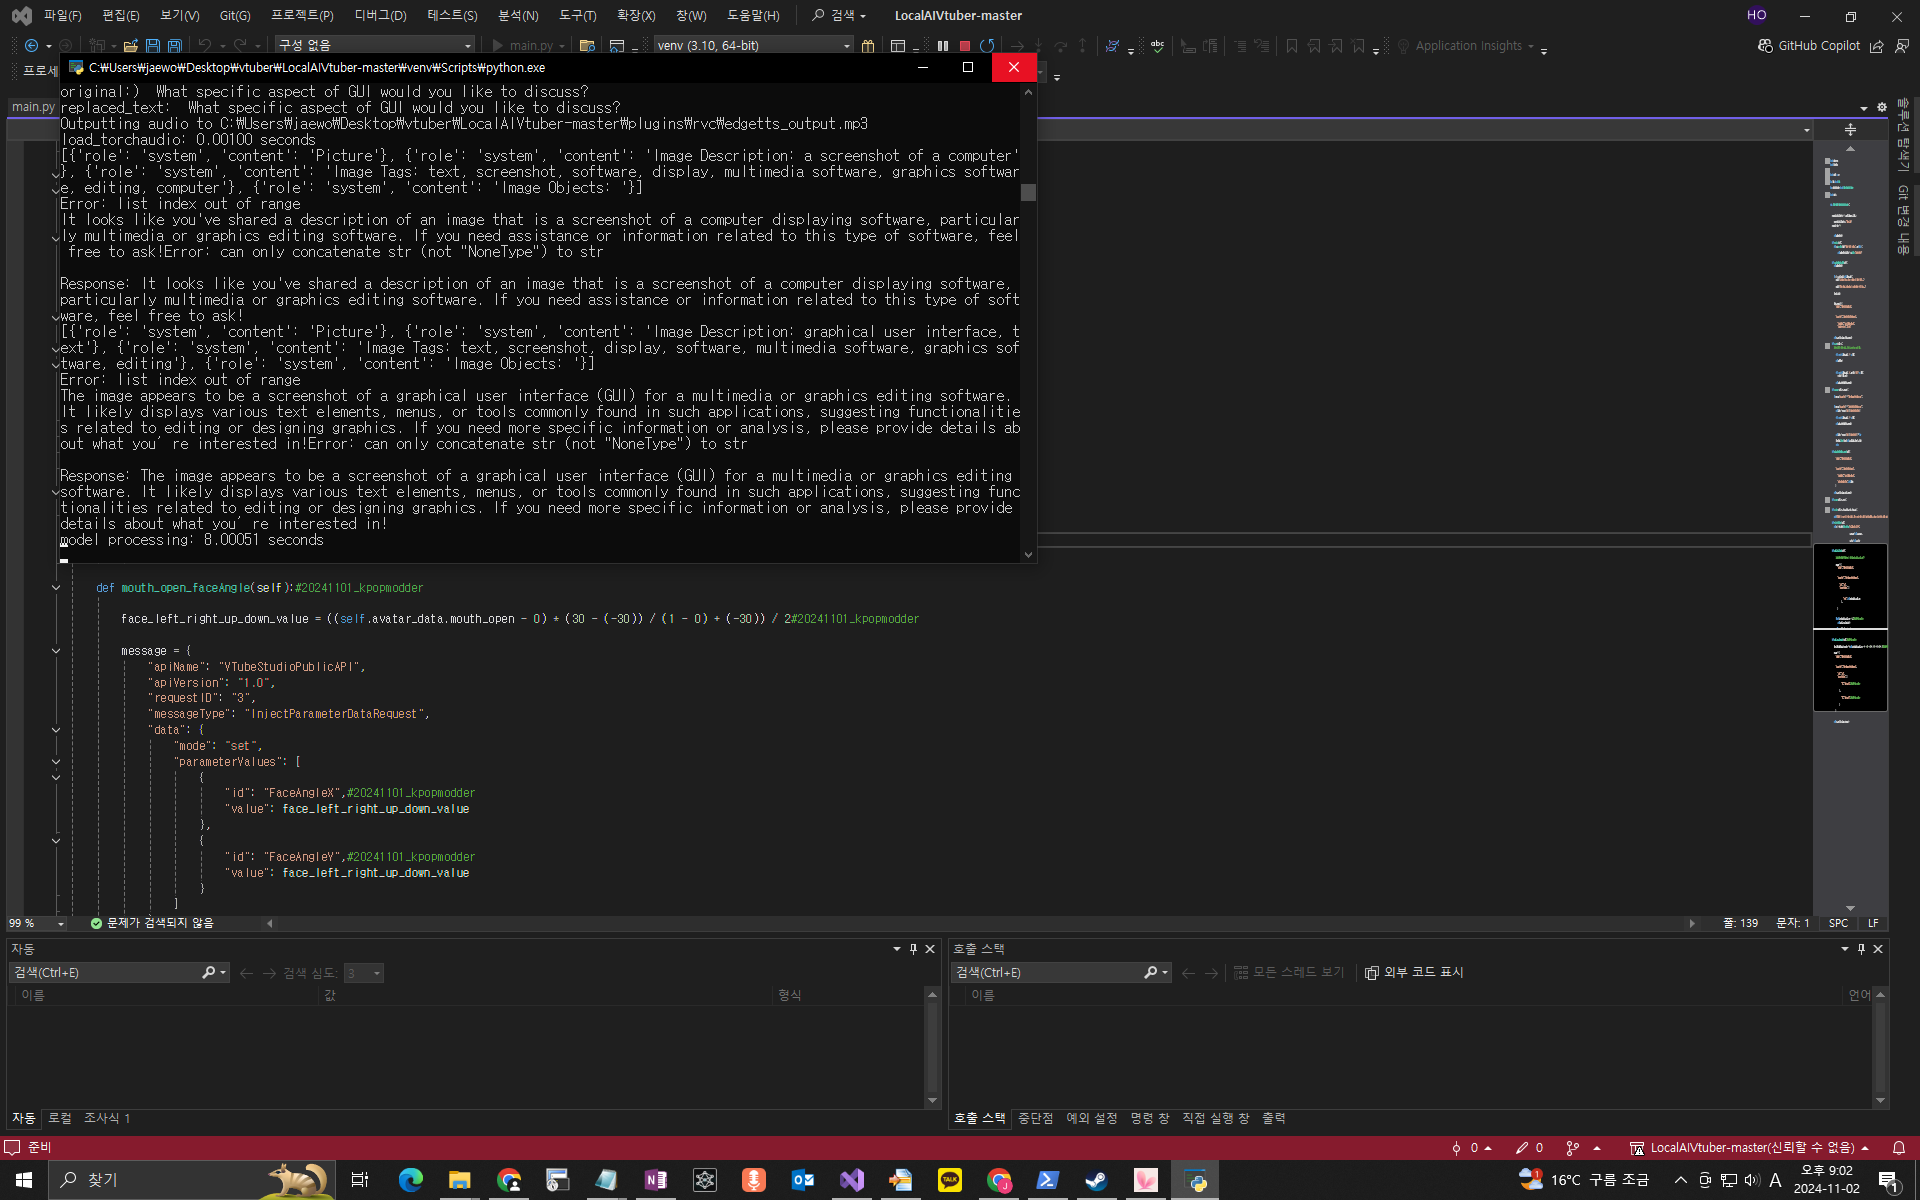 파일(F) 편집(E) 보기(V) Git(G) 프로젝트(P) 디버그(D) 테스트(S) 분석(N) 도구(T) 확장(X) 창(W) 도움말(H) 검색 LocalAIVtuber-master HO
구성 없음 main.py venv (3.10, 64-bit) Application Insights GitHub Copilot
프로세
C:₩Users₩jaewo₩Desktop₩vtuber₩LocalAIVtuber-master₩venv₩Scripts₩python.exe
main.py
original:)  What specific aspect of GUI would you like to discuss?
replaced_text:  What specific aspect of GUI would you like to discuss?
Outputting audio to C:₩Users₩jaewo₩Desktop₩vtuber₩LocalAIVtuber-master₩plugins₩rvc₩edgetts_output.mp3
load_torchaudio: 0.00100 seconds
[{'role': 'system', 'content': 'Picture'}, {'role': 'system', 'content': 'Image Description: a screenshot of a computer'
}, {'role': 'system', 'content': 'Image Tags: text, screenshot, software, display, multimedia software, graphics softwar
e, editing, computer'}, {'role': 'system', 'content': 'Image Objects: '}]
Error: list index out of range
It looks like you've shared a description of an image that is a screenshot of a computer displaying software, particular
ly multimedia or graphics editing software. If you need assistance or information related to this type of software, feel
 free to ask!Error: can only concatenate str (not "NoneType") to str
Response: It looks like you've shared a description of an image that is a screenshot of a computer displaying software,
particularly multimedia or graphics editing software. If you need assistance or information related to this type of soft
ware, feel free to ask!
[{'role': 'system', 'content': 'Picture'}, {'role': 'system', 'content': 'Image Description: graphical user interface, t
ext'}, {'role': 'system', 'content': 'Image Tags: text, screenshot, display, software, multimedia software, graphics sof
tware, editing'}, {'role': 'system', 'content': 'Image Objects: '}]
Error: list index out of range
The image appears to be a screenshot of a graphical user interface (GUI) for a multimedia or graphics editing software.
It likely displays various text elements, menus, or tools commonly found in such applications, suggesting functionalitie
s related to editing or designing graphics. If you need more specific information or analysis, please provide details ab
out what you’re interested in!Error: can only concatenate str (not "NoneType") to str
Response: The image appears to be a screenshot of a graphical user interface (GUI) for a multimedia or graphics editing
software. It likely displays various text elements, menus, or tools commonly found in such applications, suggesting func
tionalities related to editing or designing graphics. If you need more specific information or analysis, please provide
details about what you’re interested in!
model processing: 8.00051 seconds
솔루션 탐색기
Git 변경 내용
def mouth_open_faceAngle(self):#20241101_kpopmodder
face_left_right_up_down_value = ((self.avatar_data.mouth_open - 0) * (30 - (-30)) / (1 - 0) + (-30)) / 2#20241101_kpopmodder
message = {
"apiName": "VTubeStudioPublicAPI",
"apiVersion": "1.0",
"requestID": "3",
"messageType": "InjectParameterDataRequest",
"data": {
"mode": "set",
"parameterValues": [
{
"id": "FaceAngleX",#20241101_kpopmodder
"value": face_left_right_up_down_value
},
{
"id": "FaceAngleY",#20241101_kpopmodder
"value": face_left_right_up_down_value
}
]
99 % 문제가 검색되지 않음 줄: 139 문자: 1 SPC LF
자동
검색(Ctrl+E) 검색 심도: 3
이름 값 형식
자동 로컬 조사식 1
호출 스택
검색(Ctrl+E) 모든 스레드 보기 외부 코드 표시
이름 언어
호출 스택 중단점 예외 설정 명령 창 직접 실행 창 출력
준비 0 0 LocalAIVtuber-master(신뢰할 수 없음)
찾기 16°C 구름 조금 A 오후 9:02
2024-11-02